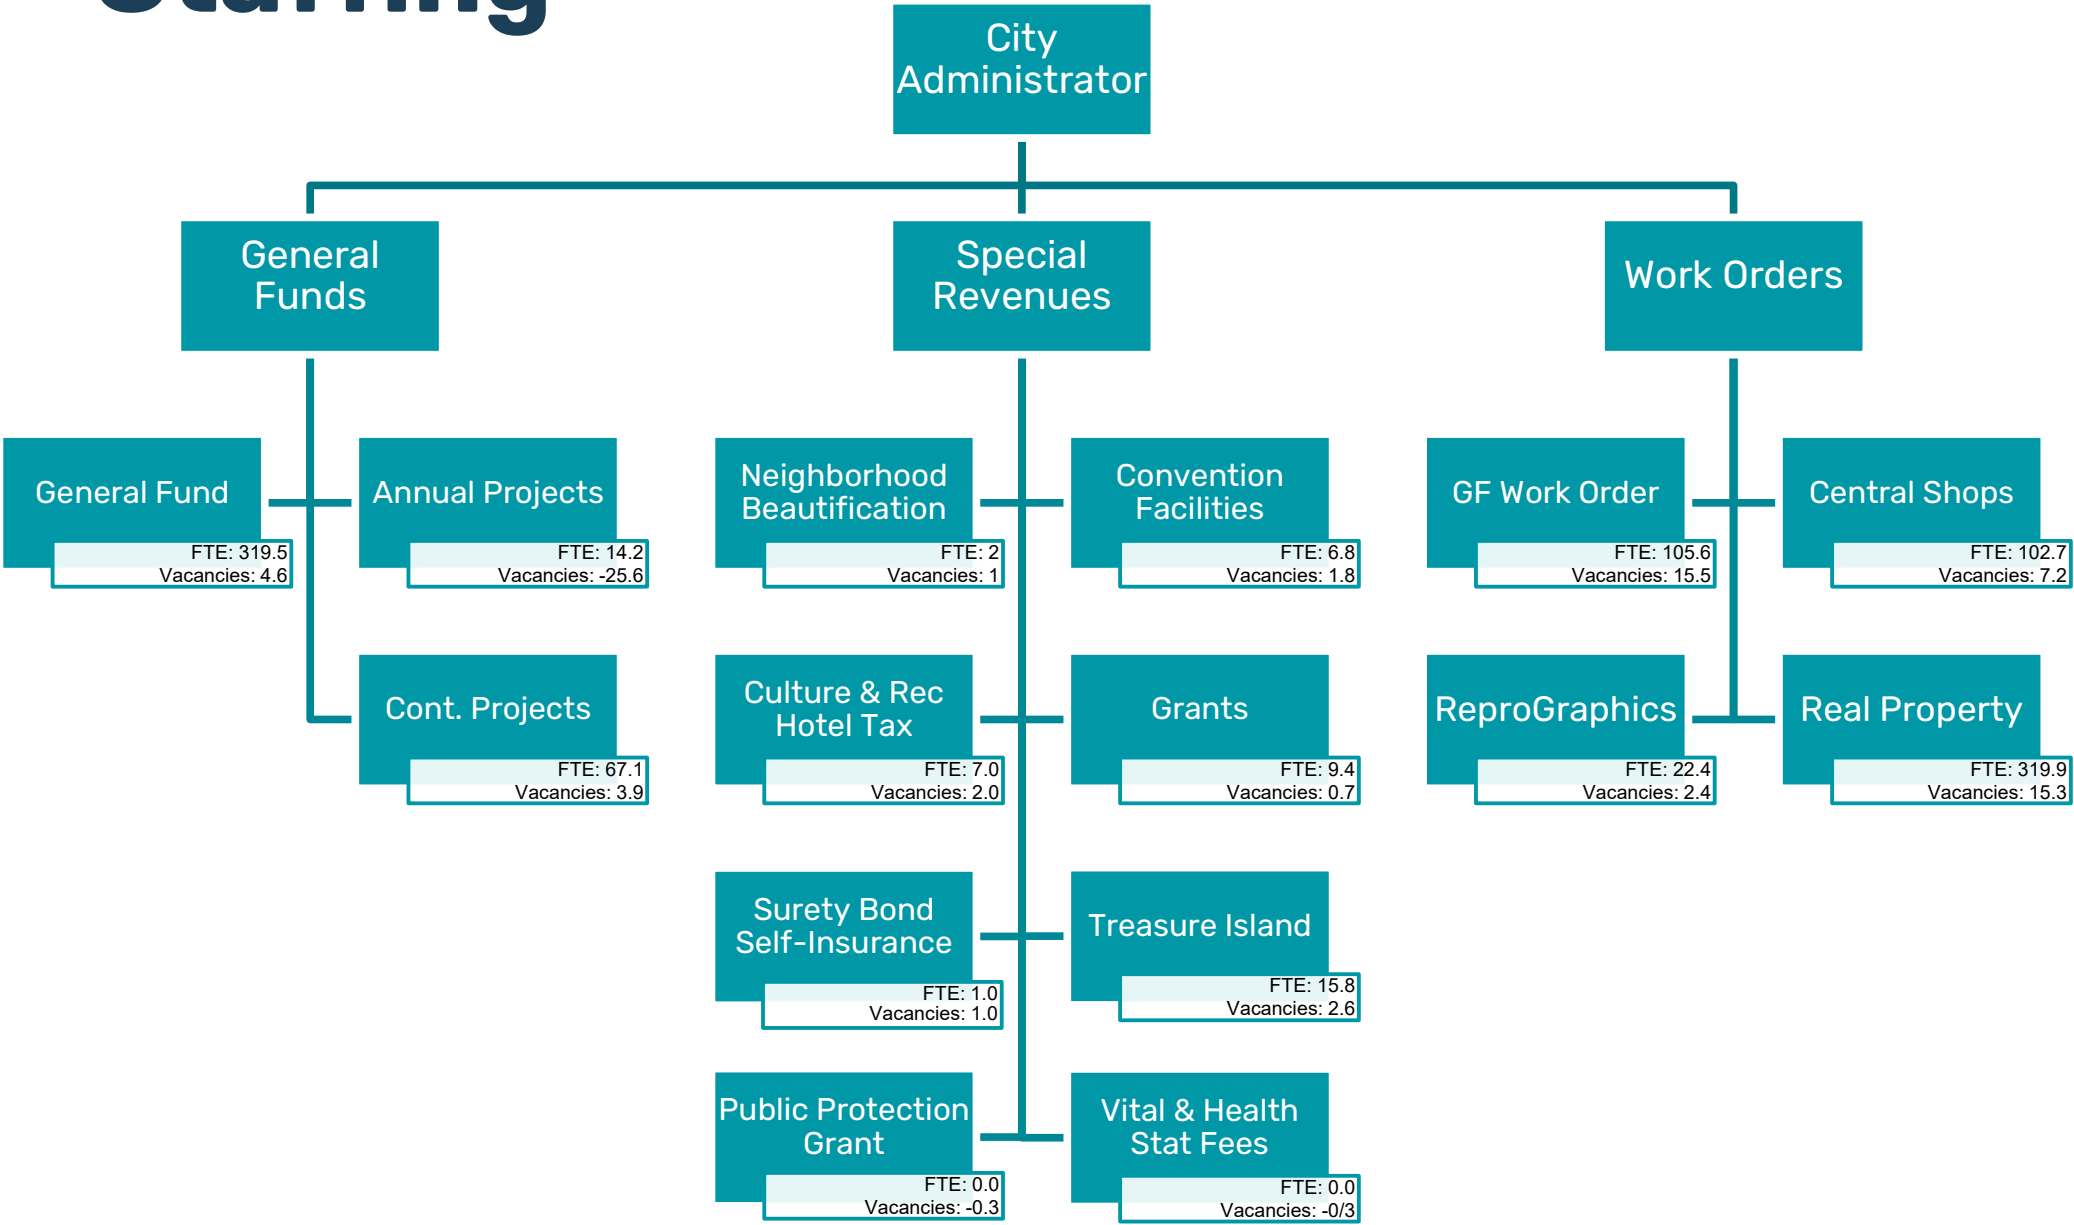 City
Administrator
General
Funds
Special
Revenues
Work Orders
General Fund
FTE: 319.5
Vacancies: 4.6
Annual Projects
FTE: 14.2
Vacancies: -25.6
Cont. Projects
FTE: 67.1
Vacancies: 3.9
Neighborhood
Beautification
FTE: 2
Vacancies: 1
Convention
Facilities
FTE: 6.8
Vacancies: 1.8
Culture & Rec
Hotel Tax
FTE: 7.0
Vacancies: 2.0
Grants
FTE: 9.4
Vacancies: 0.7
Surety Bond
Self-Insurance
FTE: 1.0
Vacancies: 1.0
Treasure Island
FTE: 15.8
Vacancies: 2.6
Public Protection
Grant
FTE: 0.0
Vacancies: -0.3
Vital & Health
Stat Fees
FTE: 0.0
Vacancies: -0/3
GF Work Order
FTE: 105.6
Vacancies: 15.5
Central Shops
FTE: 102.7
Vacancies: 7.2
ReproGraphics
FTE: 22.4
Vacancies: 2.4
Real Property
FTE: 319.9
Vacancies: 15.3